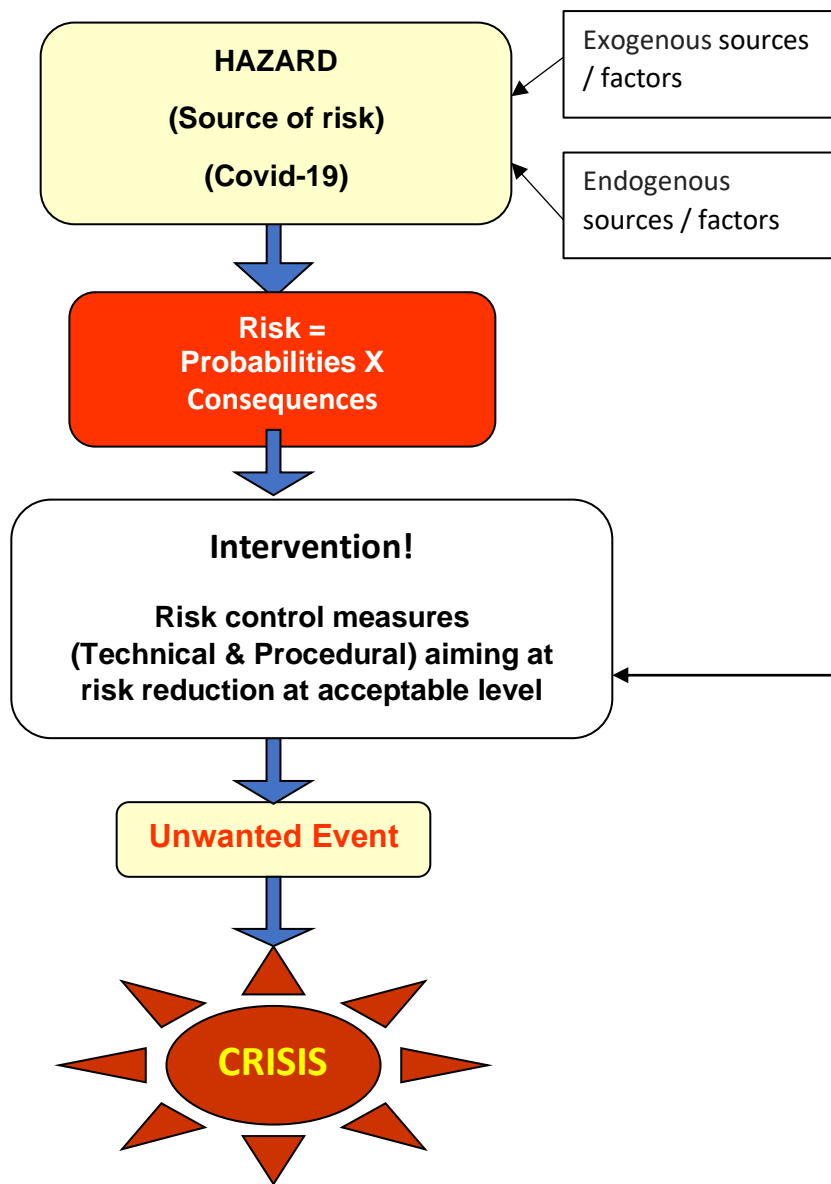 HAZARD
(Source of risk)
(Covid-19)
Exogenous sources
/ factors
Endogenous
sources / factors
Risk =
Probabilities X
Consequences
Intervention!
Risk control measures
(Technical & Procedural) aiming at
risk reduction at acceptable level
Unwanted Event
CRISIS